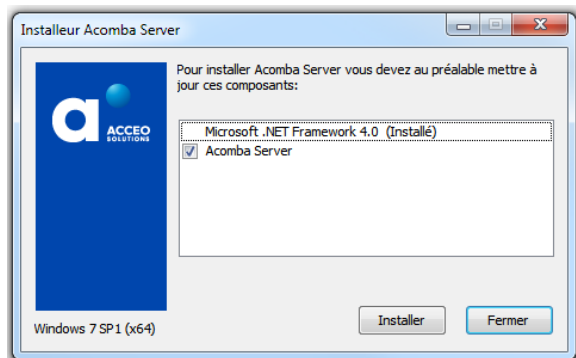 Installeur Acomba Server
Pour installer Acomba Server vous devez au préalable mettre à
jour ces composants:
a
ACCEO
SOLUTIONS
Microsoft .NET Framework 4.0 (Installé)
Acomba Server
Windows 7 SP1 (x64)
Installer
Fermer